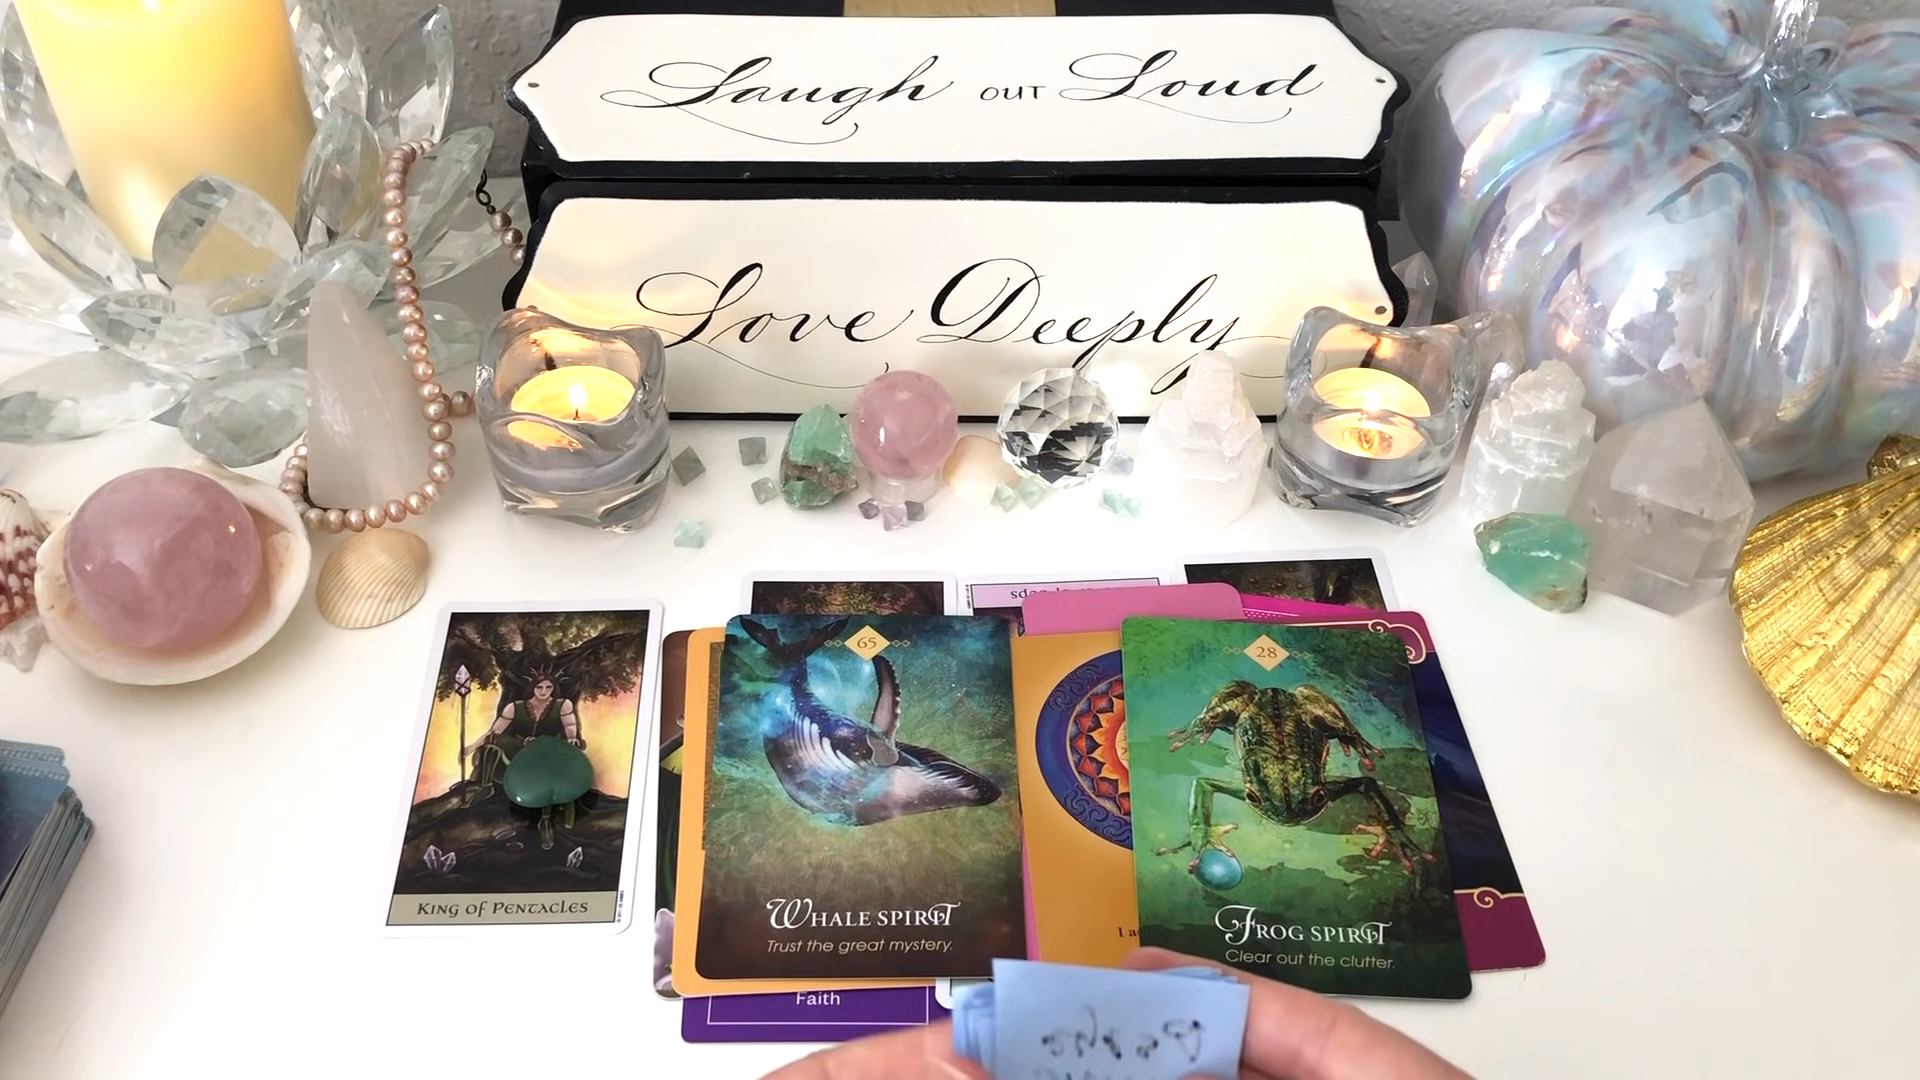 Laugh OUT Loud
Love Deeply
65
28
KING OF PENTACLES
WHALE SPIRIT
Trust the great mystery.
FROG SPIRIT
Clear out the clutter.
I a
Faith